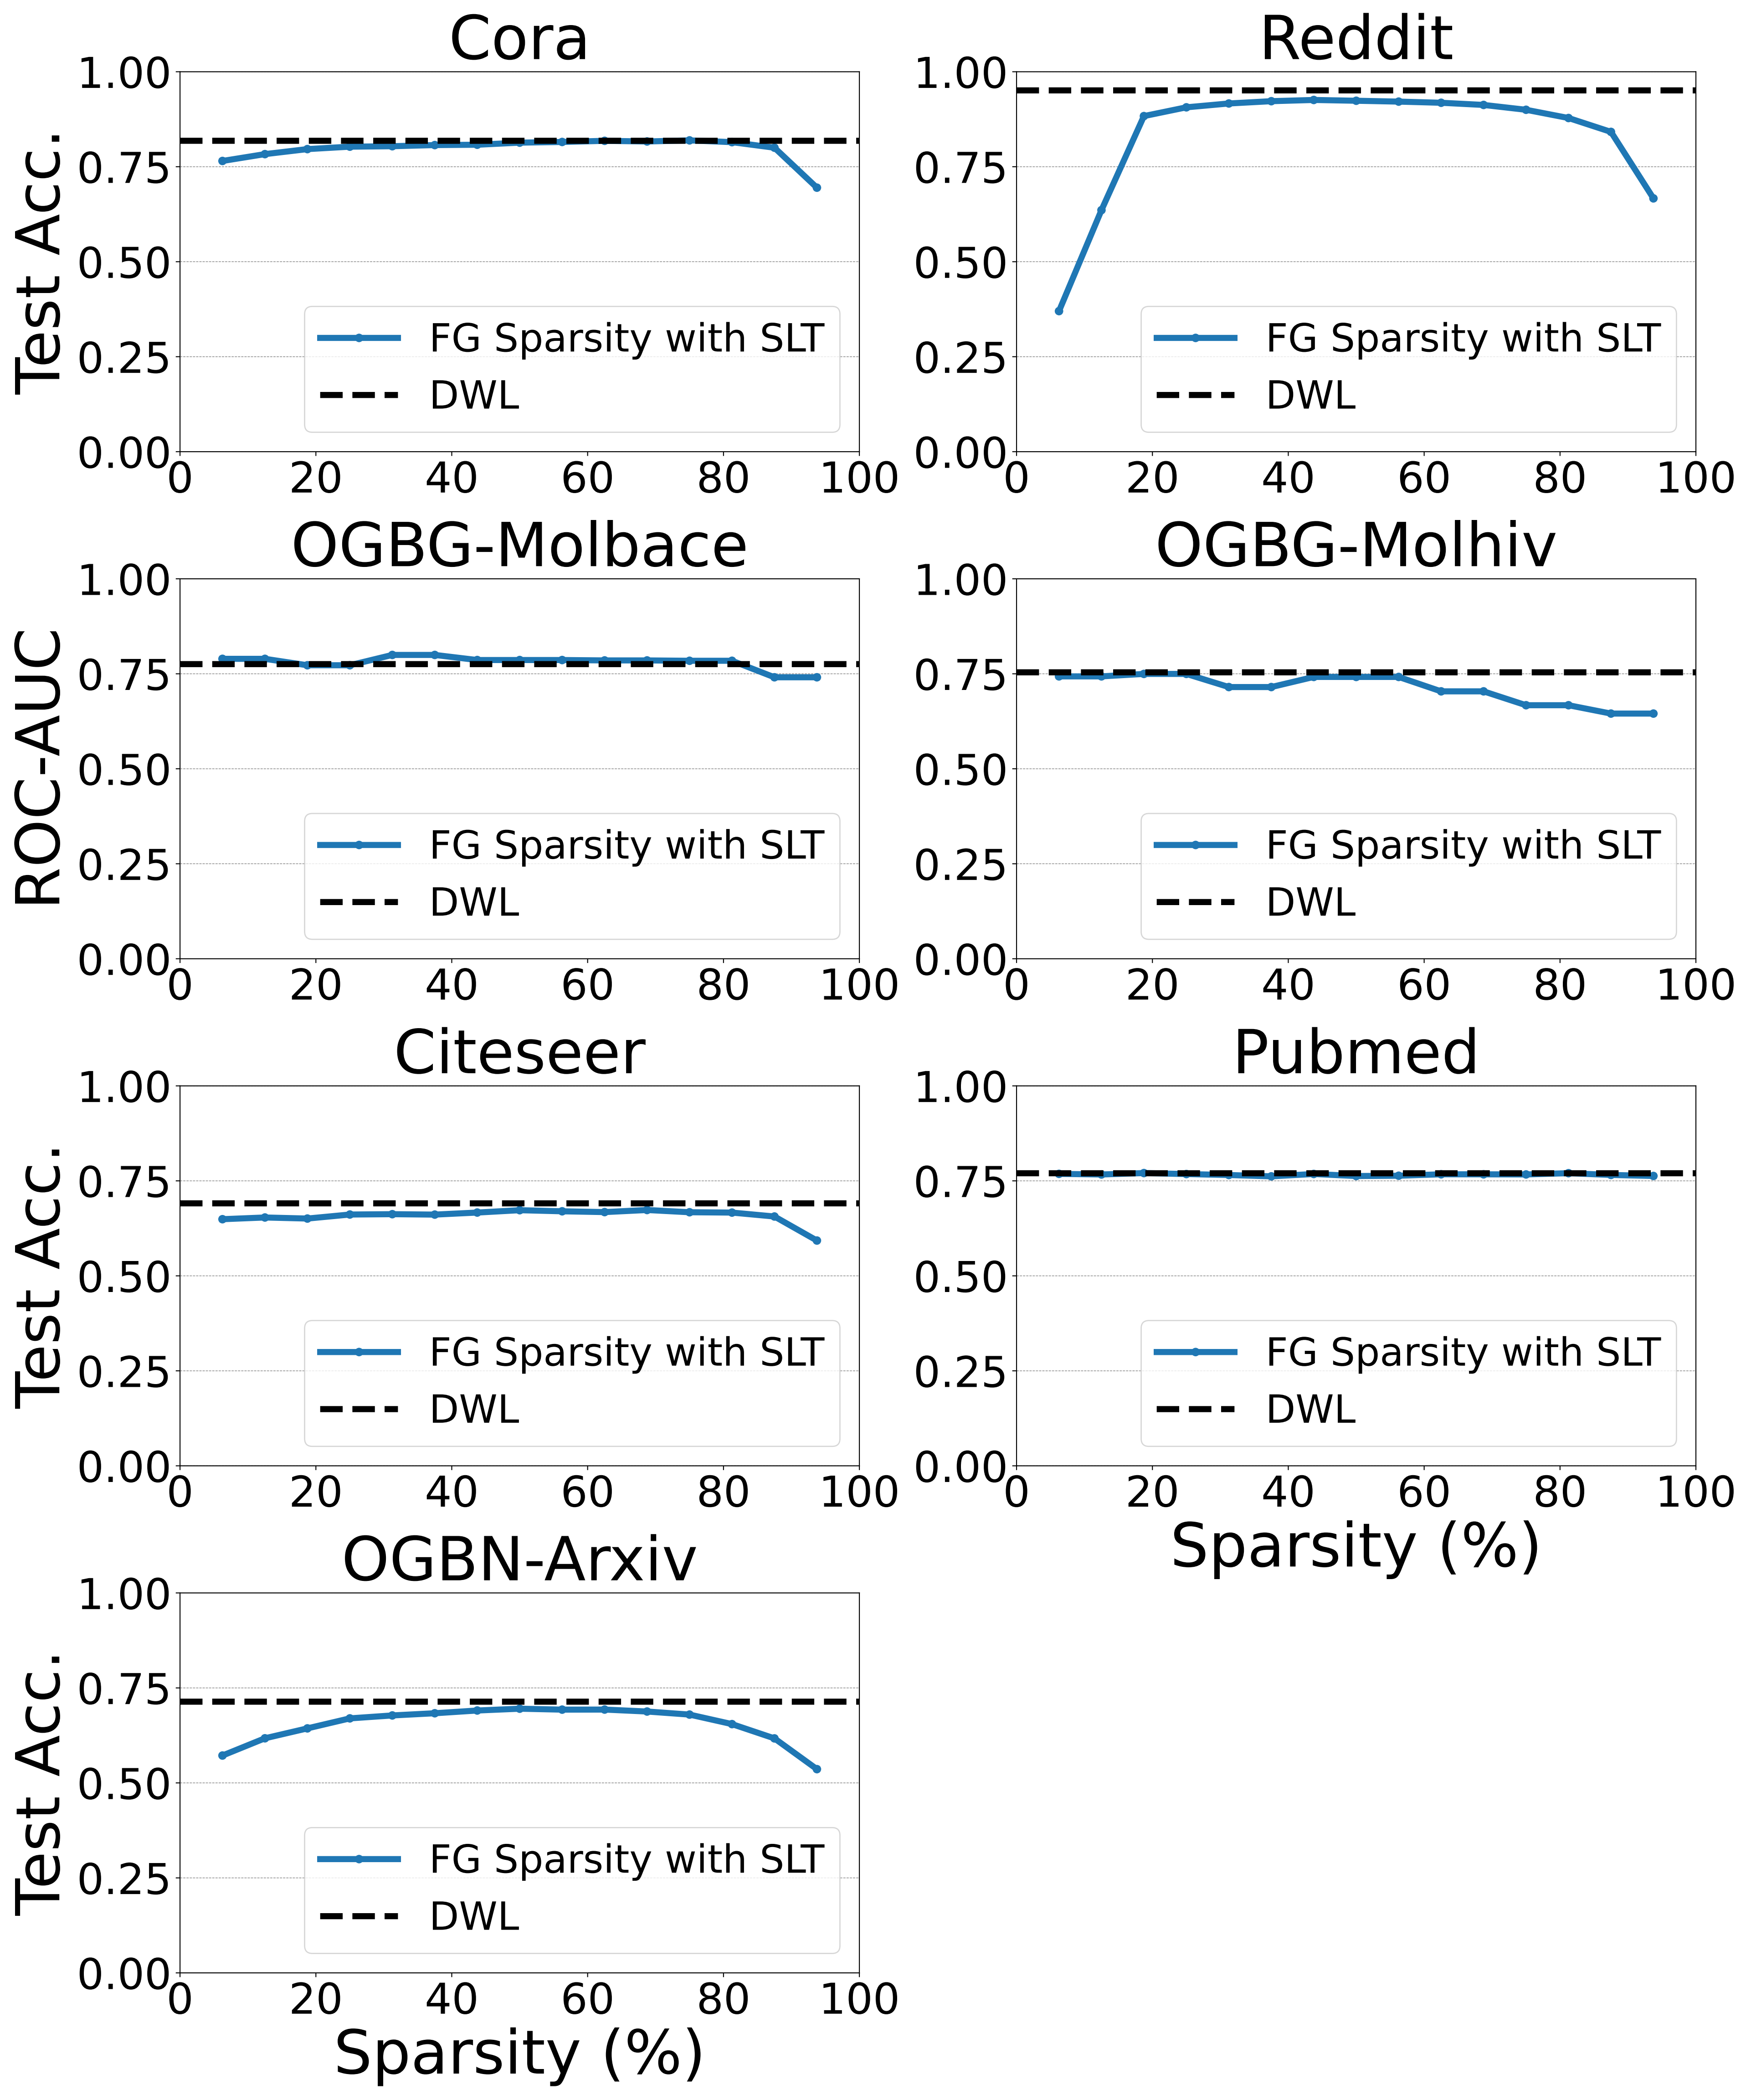 Cora
Test Acc.
1.00
0.75
0.50
0.25
0.00
FG Sparsity with SLT
DWL
0 20 40 60 80 100
Reddit
1.00
0.75
0.50
0.25
0.00
FG Sparsity with SLT
DWL
0 20 40 60 80 100
OGBG-Molbace
ROC-AUC
1.00
0.75
0.50
0.25
0.00
FG Sparsity with SLT
DWL
0 20 40 60 80 100
OGBG-Molhiv
1.00
0.75
0.50
0.25
0.00
FG Sparsity with SLT
DWL
0 20 40 60 80 100
Citeseer
Test Acc.
1.00
0.75
0.50
0.25
0.00
FG Sparsity with SLT
DWL
0 20 40 60 80 100
Pubmed
1.00
0.75
0.50
0.25
0.00
FG Sparsity with SLT
DWL
0 20 40 60 80 100
Sparsity (%)
OGBN-Arxiv
Test Acc.
1.00
0.75
0.50
0.25
0.00
FG Sparsity with SLT
DWL
0 20 40 60 80 100
Sparsity (%)